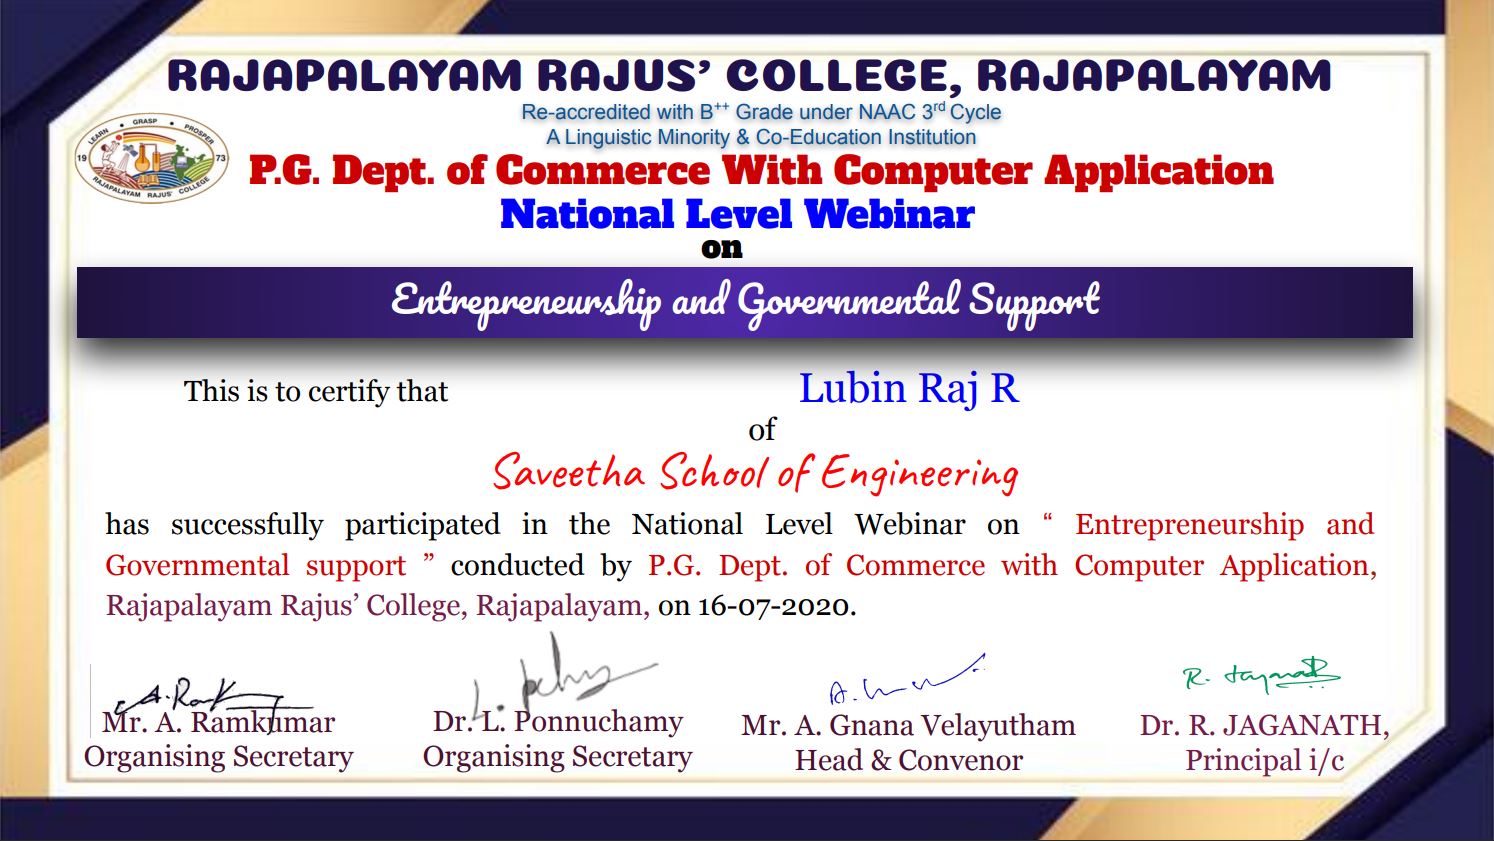 RAJAPALAYAM RAJUS’ COLLEGE, RAJAPALAYAM
Re-accredited with B++ Grade under NAAC 3rd Cycle
A Linguistic Minority & Co-Education Institution
LEARN • GRASP • PROSPER
19 73
RAJAPALAYAM RAJUS' COLLEGE
P.G. Dept. of Commerce With Computer Application
National Level Webinar
on
Entrepreneurship and Governmental Support
This is to certify that Lubin Raj R
of
Saveetha School of Engineering
has successfully participated in the National Level Webinar on “ Entrepreneurship and
Governmental support ” conducted by P.G. Dept. of Commerce with Computer Application,
Rajapalayam Rajus’ College, Rajapalayam, on 16-07-2020.
Mr. A. Ramkumar
Organising Secretary
Dr. L. Ponnuchamy
Organising Secretary
Mr. A. Gnana Velayutham
Head & Convenor
Dr. R. JAGANATH,
Principal i/c